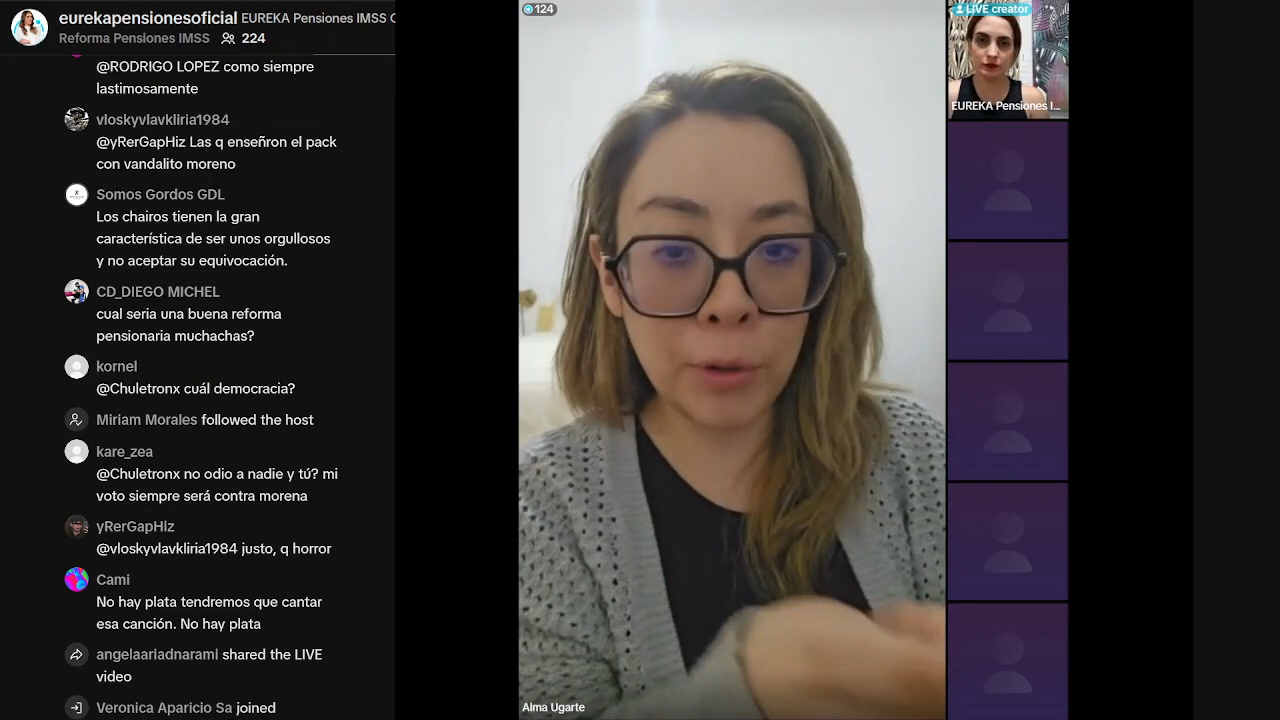 eurekapensionesoficial EUREKA Pensiones IMSS
Reforma Pensiones IMSS 224
@RODRIGO LOPEZ como siempre
lastimosamente
vloskyvlavkliria1984
@yRerGapHiz Las q enseñron el pack
con vandalito moreno
Somos Gordos GDL
Los chairos tienen la gran
característica de ser unos orgullosos
y no aceptar su equivocación.
CD_DIEGO MICHEL
cual seria una buena reforma
pensionaria muchachas?
kornel
@Chuletronx cuál democracia?
Miriam Morales followed the host
kare_zea
@Chuletronx no odio a nadie y tú? mi
voto siempre será contra morena
yRerGapHiz
@vloskyvlavkliria1984 justo, q horror
Cami
No hay plata tendremos que cantar
esa canción. No hay plata
angelaariadnarami shared the LIVE
video
Veronica Aparicio Sa joined
124
Alma Ugarte
LIVE creator
EUREKA Pensiones I...